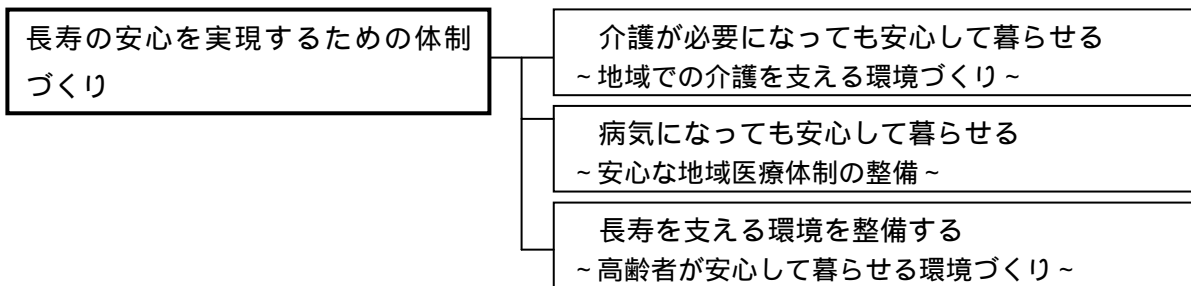 長寿の安心を実現するための体制
づくり
介護が必要になっても安心して暮らせる
~地域での介護を支える環境づくり~
病気になっても安心して暮らせる
~安心な地域医療体制の整備~
長寿を支える環境を整備する
~高齢者が安心して暮らせる環境づくり~